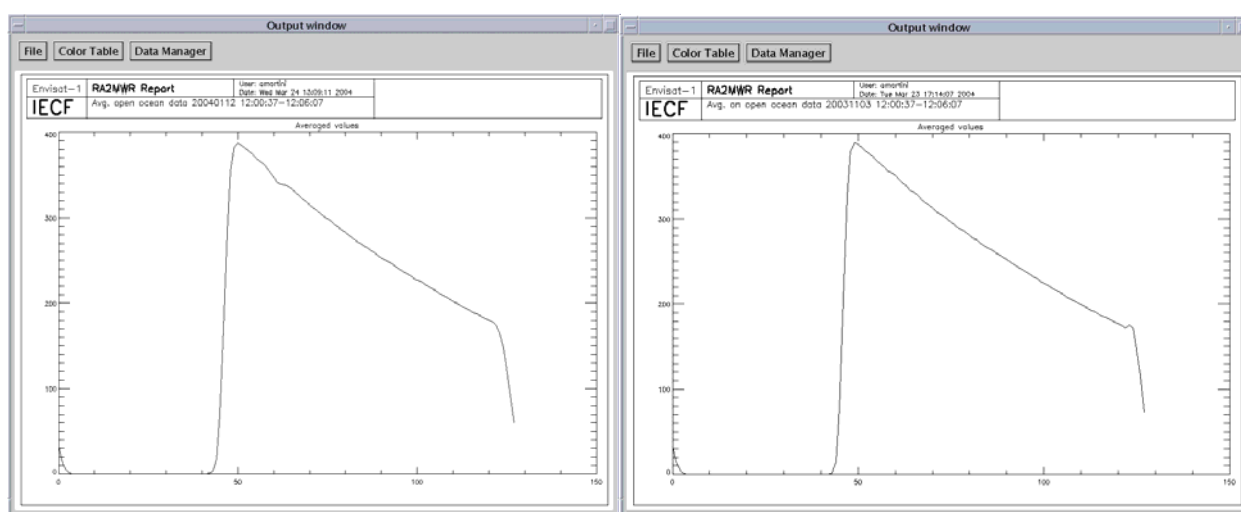 Output window
File Color Table Data Manager
Envisat-1 RA2MWR Report User: amartini
Date: Wed Mar 24 13:09:11 2004
IECF Avg. open ocean data 20040112 12:00:37-12:06:07
Averaged values
400
300
200
100
0
0 50 100 150
Output window
File Color Table Data Manager
Envisat-1 RA2MWR Report User: amartini
Date: Tue Mar 23 17:14:07 2004
IECF Avg. on open ocean data 20031103 12:00:37-12:06:07
Averaged values
400
300
200
100
0
0 50 100 150